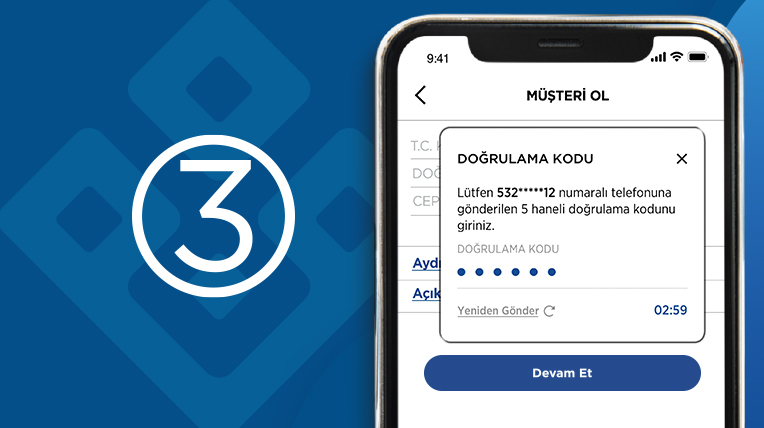 3
9:41
MÜŞTERİ OL
T.C.
DOĞ
CEP
DOĞRULAMA KODU
Lütfen 532*****12 numaralı telefonuna
gönderilen 5 haneli doğrulama kodunu
giriniz.
DOĞRULAMA KODU
Yeniden Gönder
02:59
Aydı
Açık
Devam Et